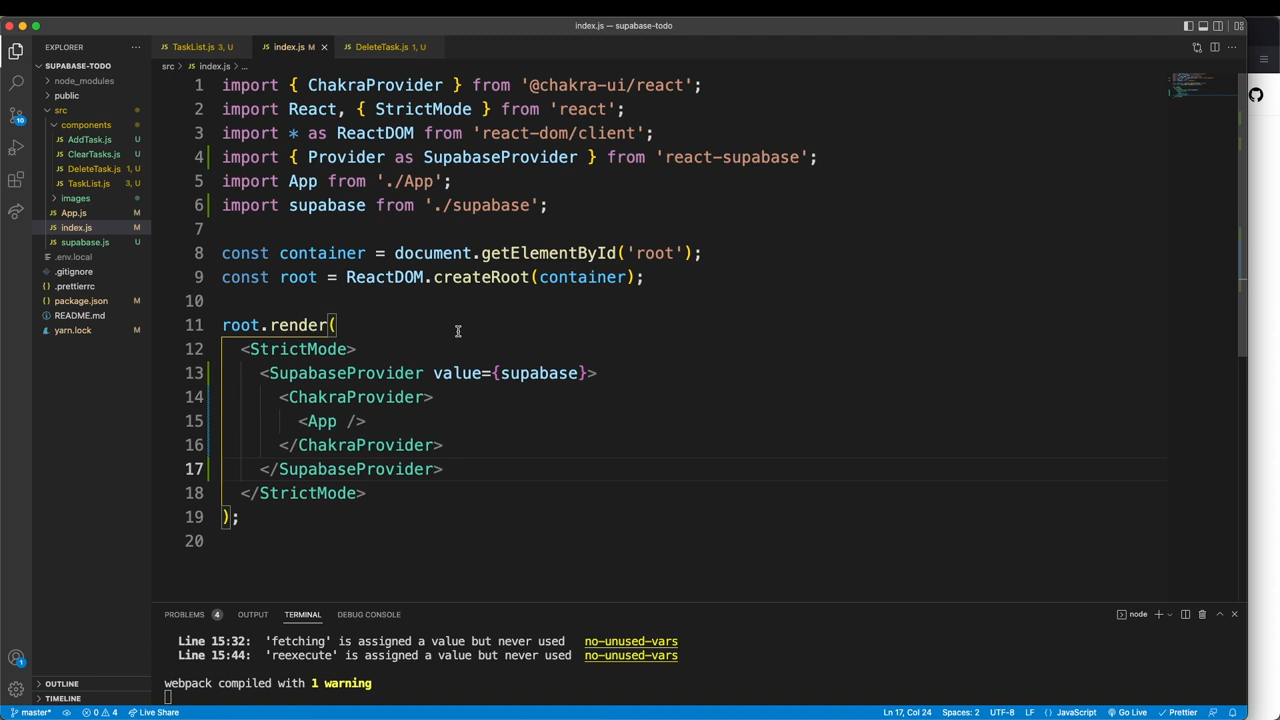 index.js — supabase-todo
EXPLORER
SUPABASE-TODO
node_modules
public
src
components
AddTask.js U
ClearTasks.js U
DeleteTask.js 1, U
TaskList.js 3, U
images
App.js M
index.js M
supabase.js U
.env.local
.gitignore
.prettierrc
package.json M
README.md
yarn.lock M
OUTLINE
TIMELINE
10
1
TaskList.js 3, U
index.js M
DeleteTask.js 1, U
src > index.js > ...
1 import { ChakraProvider } from '@chakra-ui/react';
2 import React, { StrictMode } from 'react';
3 import * as ReactDOM from 'react-dom/client';
4 import { Provider as SupabaseProvider } from 'react-supabase';
5 import App from './App';
6 import supabase from './supabase';
7
8 const container = document.getElementById('root');
9 const root = ReactDOM.createRoot(container);
10
11 root.render(
12 <StrictMode>
13 <SupabaseProvider value={supabase}>
14 <ChakraProvider>
15 <App />
16 </ChakraProvider>
17 </SupabaseProvider>
18 </StrictMode>
19 );
20
PROBLEMS 4 OUTPUT TERMINAL DEBUG CONSOLE
node
Line 15:32: 'fetching' is assigned a value but never used no-unused-vars
Line 15:44: 'reexecute' is assigned a value but never used no-unused-vars
webpack compiled with 1 warning
master* 0 4 Live Share
Ln 17, Col 24 Spaces: 2 UTF-8 LF { } JavaScript Go Live Prettier